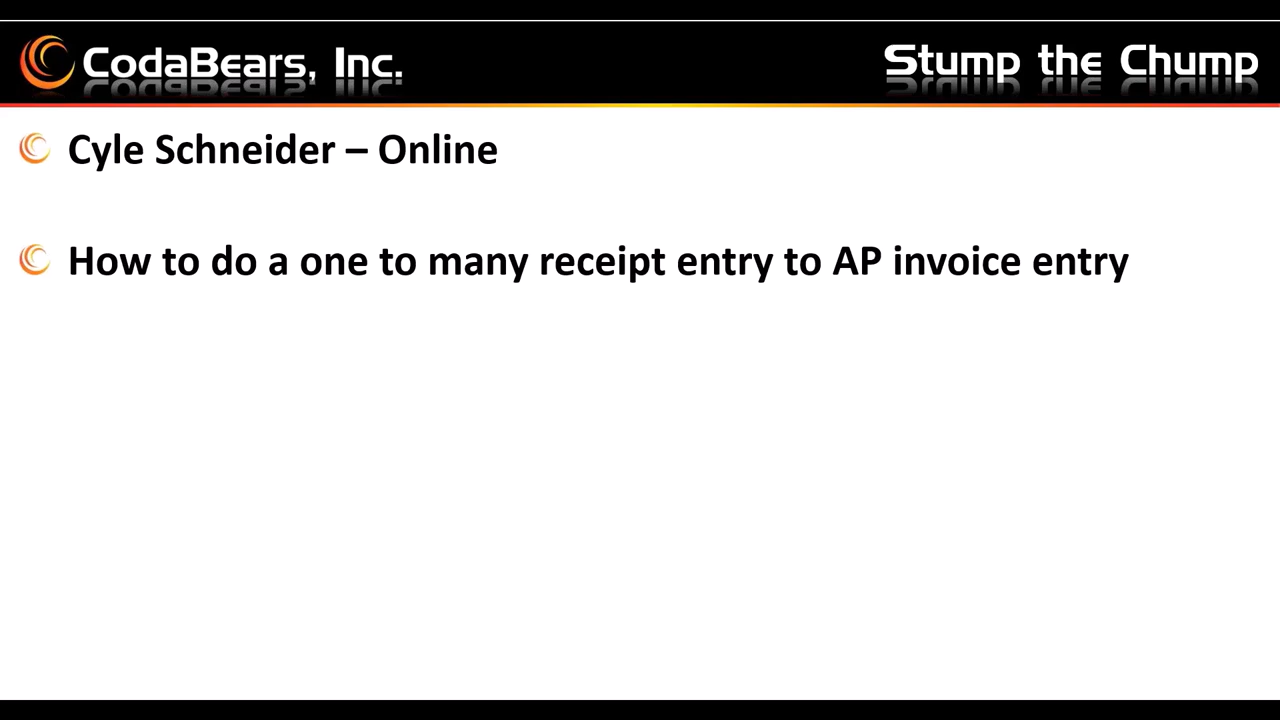 CodaBears, Inc.
Stump the Chump
Cyle Schneider – Online
How to do a one to many receipt entry to AP invoice entry